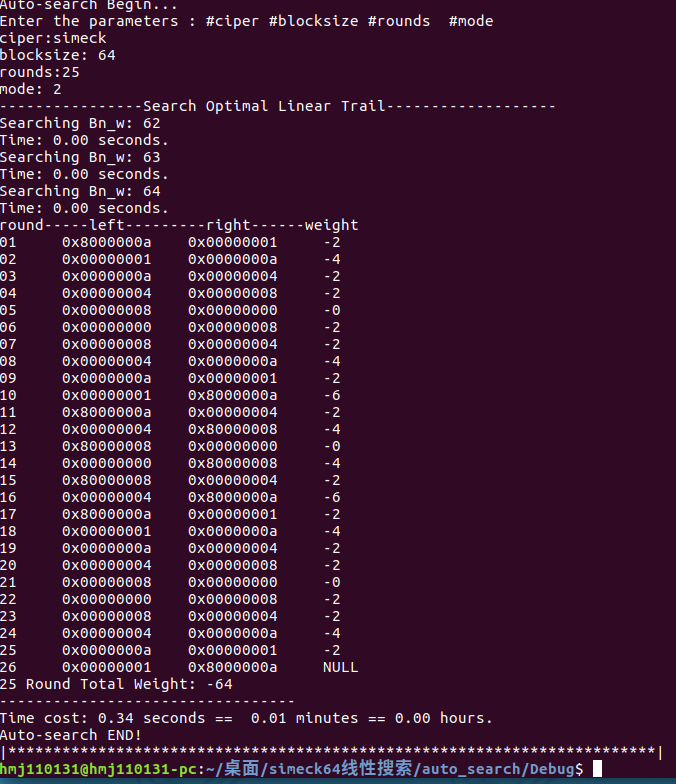 Auto-search Begin...
Enter the parameters : #ciper #blocksize #rounds  #mode
ciper:simeck
blocksize: 64
rounds:25
mode: 2
----------------Search Optimal Linear Trail-------------------
Searching Bn_w: 62
Time: 0.00 seconds.
Searching Bn_w: 63
Time: 0.00 seconds.
Searching Bn_w: 64
Time: 0.00 seconds.
round-----left---------right------weight
01     0x8000000a    0x00000001     -2
02     0x00000001    0x0000000a     -4
03     0x0000000a    0x00000004     -2
04     0x00000004    0x00000008     -2
05     0x00000008    0x00000000     -0
06     0x00000000    0x00000008     -2
07     0x00000008    0x00000004     -2
08     0x00000004    0x0000000a     -4
09     0x0000000a    0x00000001     -2
10     0x00000001    0x8000000a     -6
11     0x8000000a    0x00000004     -2
12     0x00000004    0x80000008     -4
13     0x80000008    0x00000000     -0
14     0x00000000    0x80000008     -4
15     0x80000008    0x00000004     -2
16     0x00000004    0x8000000a     -6
17     0x8000000a    0x00000001     -2
18     0x00000001    0x0000000a     -4
19     0x0000000a    0x00000004     -2
20     0x00000004    0x00000008     -2
21     0x00000008    0x00000000     -0
22     0x00000000    0x00000008     -2
23     0x00000008    0x00000004     -2
24     0x00000004    0x0000000a     -4
25     0x0000000a    0x00000001     -2
26     0x00000001    0x8000000a     NULL
25 Round Total Weight: -64
---------------------------------
Time cost: 0.34 seconds ==  0.01 minutes == 0.00 hours.
Auto-search END!
|************************************************************************|
hmj110131@hmj110131-pc:~/桌面/simeck64线性搜索/auto_search/Debug$